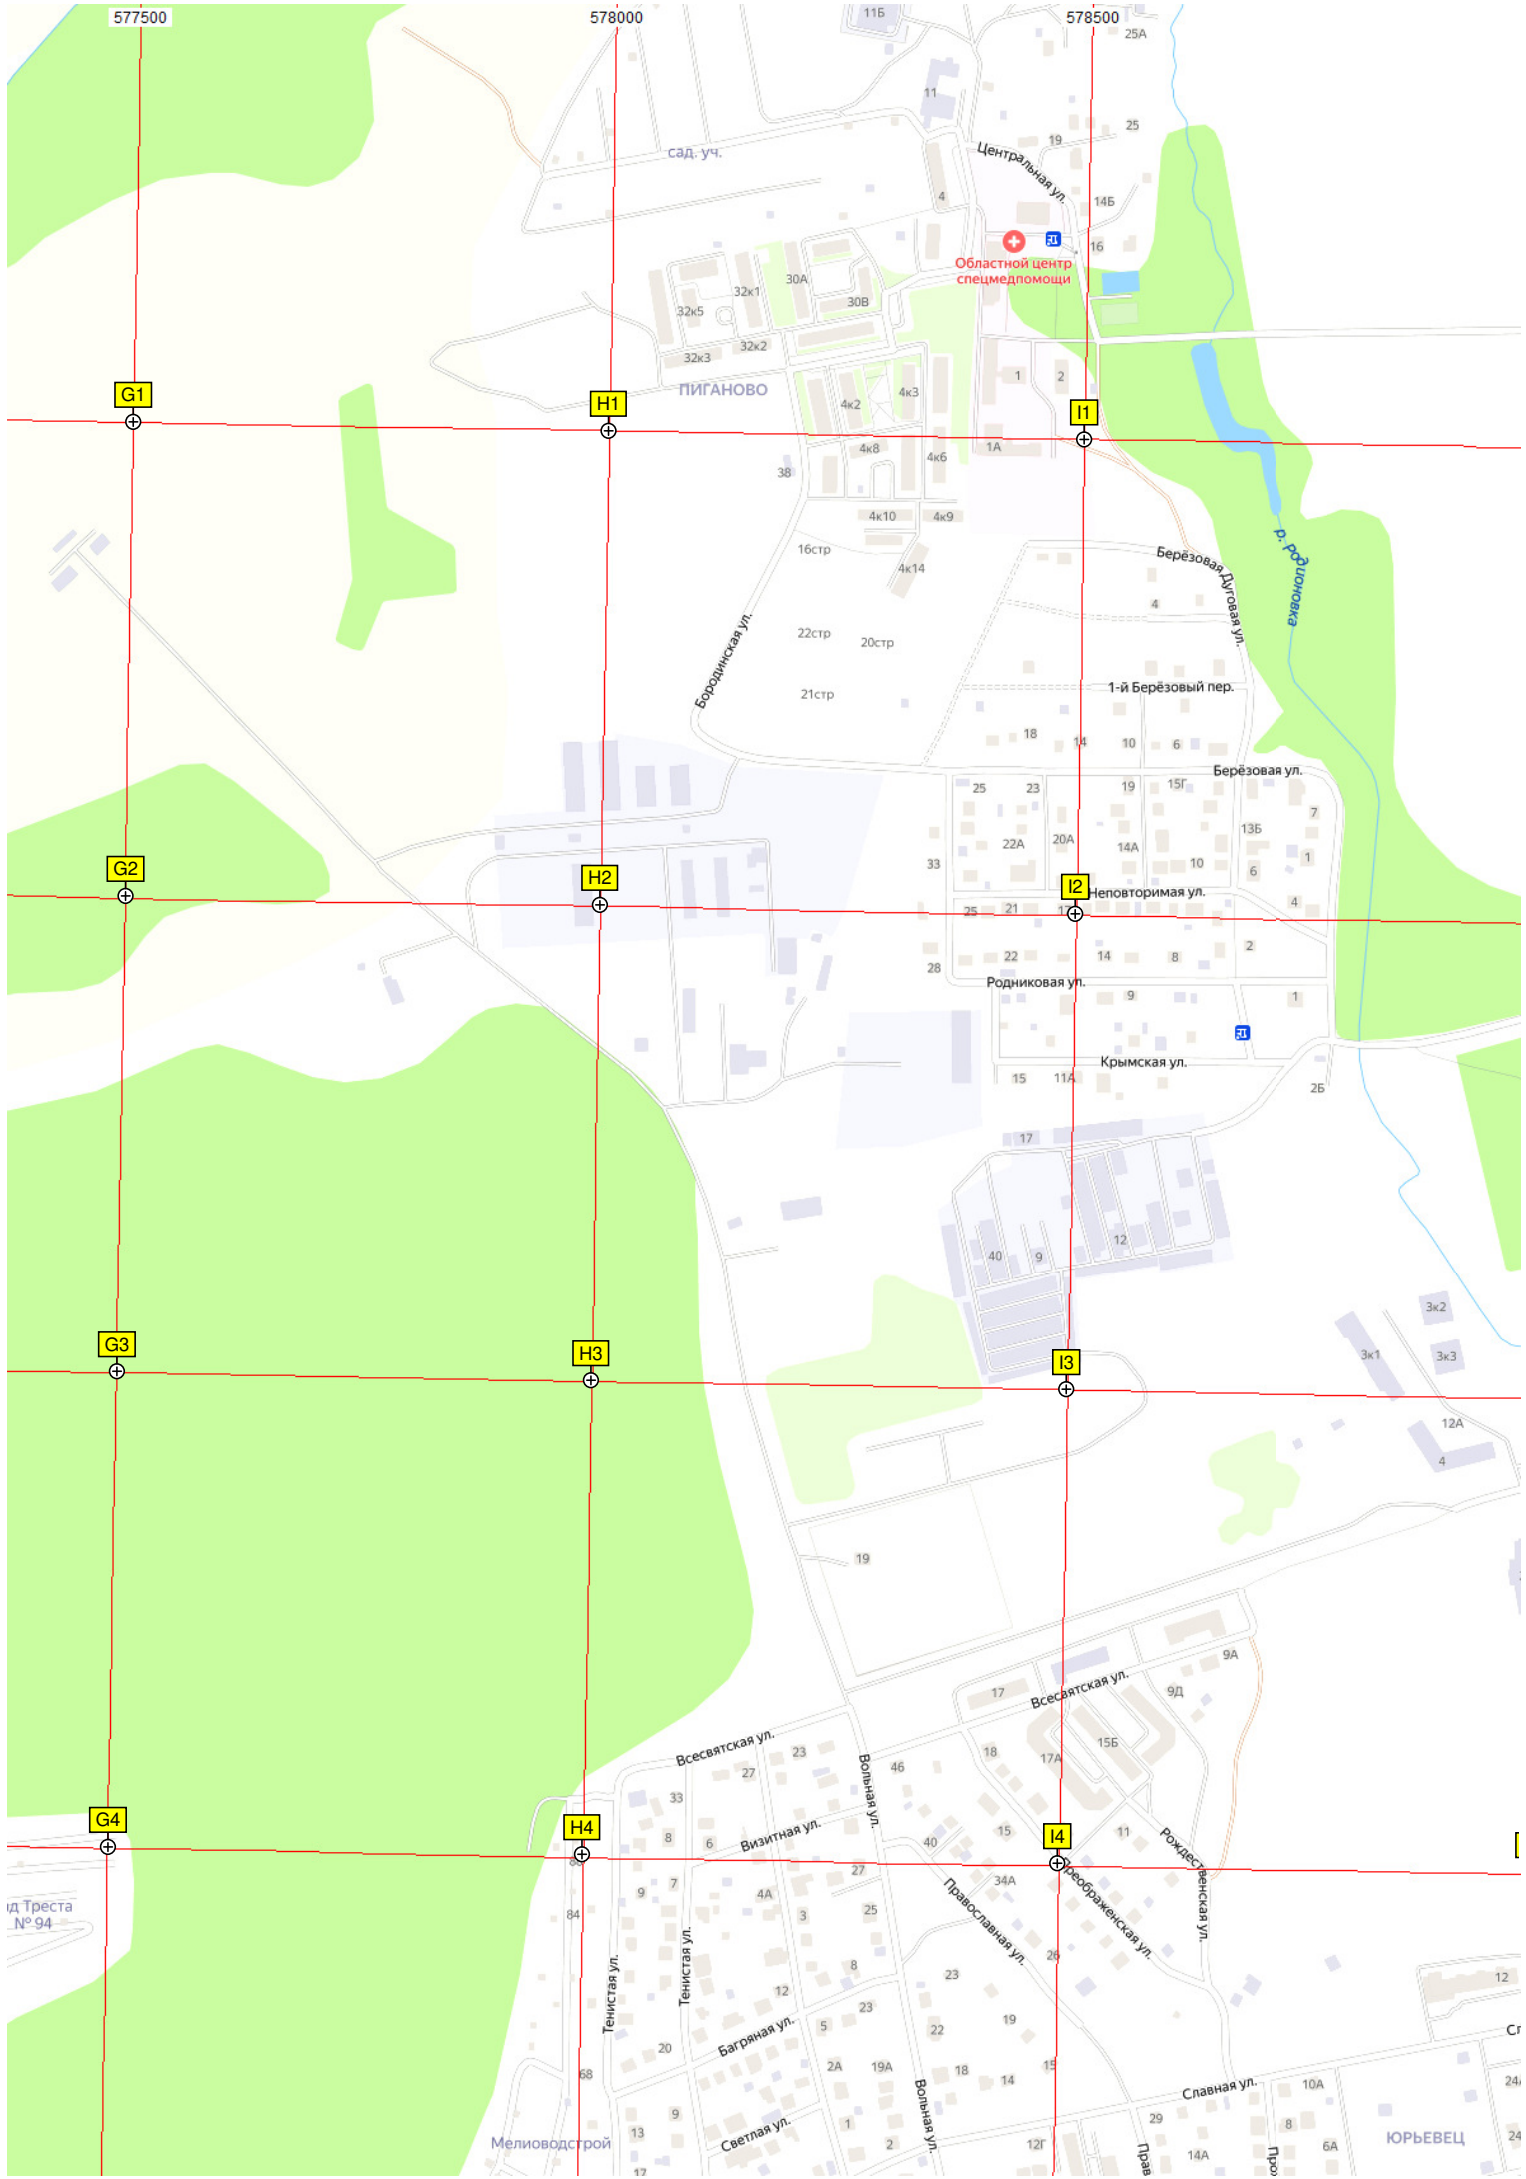 577500
578000
578500
11Б
25А
11
19
25
сад. уч.
Центральная ул.
4
14Б
16
Областной центр
спецмедпомощи
32к1
30А
30В
32к5
32к2
32к3
ПИГАНОВО
1
2
4к2
4к3
G1
H1
I1
4к8
4к6
1А
38
4к10
4к9
16стр
4к14
р. Родионовка
Берёзовая Дуговая ул.
4
22стр
20стр
Бородинская ул.
21стр
1-й Берёзовый пер.
18
14
10
6
Берёзовая ул.
25
23
19
15Г
7
13Б
22А
20А
14А
33
10
1
6
G2
H2
I2
Неповторимая ул.
25
21
17
4
22
14
8
2
28
Родниковая ул.
9
1
Крымская ул.
15
11А
2Б
17
12
40
9
3к2
3к1
3к3
G3
H3
I3
12А
4
19
9А
17
Всесвятская ул.
9Д
15Б
17А
Всесвятская ул.
23
18
46
27
Вольная ул.
33
G4
H4
I4
8
6
Визитная ул.
40
15
11
Рождественская ул.
Преображенская ул.
27
34А
9
7
4А
Православная ул.
3
25
84
д Треста
№ 94
26
8
23
12
Тенистая ул.
Тенистая ул.
Багряная ул.
5
23
22
19
12
20
68
2А
19А
18
14
15
Славная ул.
10А
24А
Вольная ул.
9
13
Светлая ул.
1
2
12Г
29
14А
8
6А
ЮРЬЕВЕЦ
24
Мелиоводстрой
17